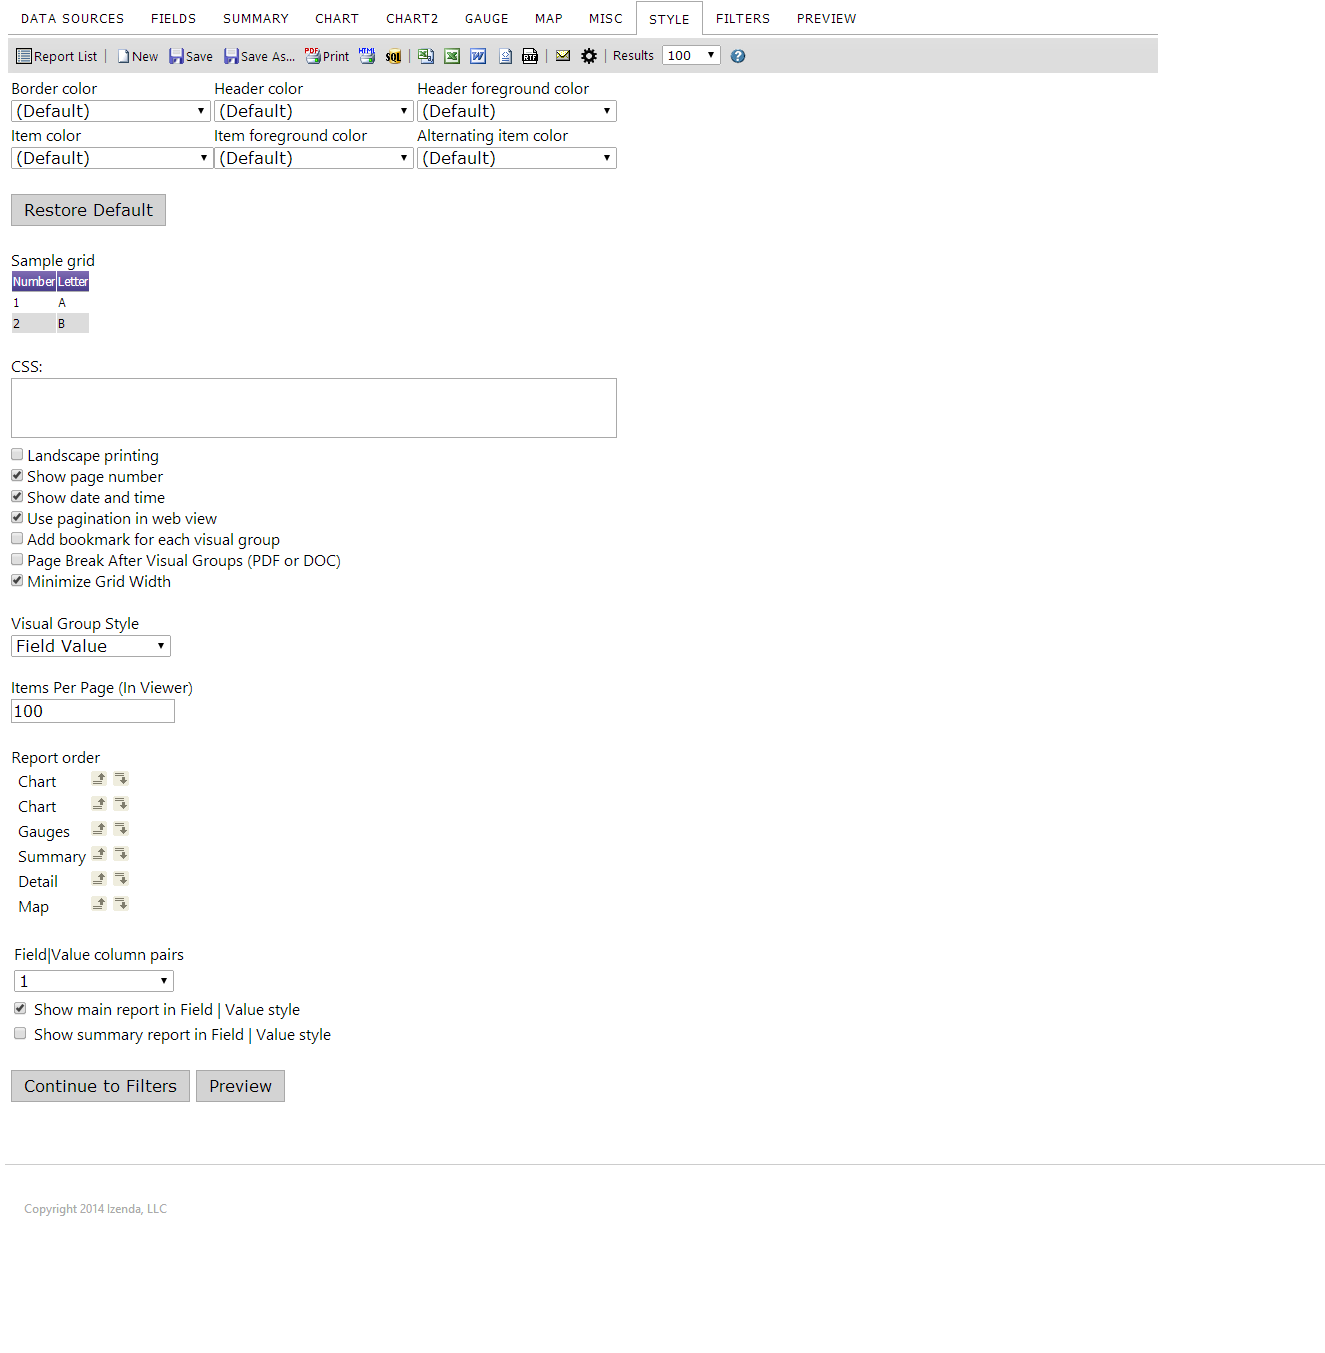 DATA SOURCES FIELDS SUMMARY CHART CHART2 GAUGE MAP MISC STYLE FILTERS PREVIEW
Report List | New Save Save As... PDF Print HTML SQL | RTF | | Results 100 ?
Border color Header color Header foreground color
(Default) (Default) (Default)
Item color Item foreground color Alternating item color
(Default) (Default) (Default)
Restore Default
Sample grid
Number Letter
1 A
2 B
CSS:
Landscape printing
Show page number
Show date and time
Use pagination in web view
Add bookmark for each visual group
Page Break After Visual Groups (PDF or DOC)
Minimize Grid Width
Visual Group Style
Field Value
Items Per Page (In Viewer)
100
Report order
Chart
Chart
Gauges
Summary
Detail
Map
Field|Value column pairs
1
Show main report in Field | Value style
Show summary report in Field | Value style
Continue to Filters Preview
Copyright 2014 Izenda, LLC